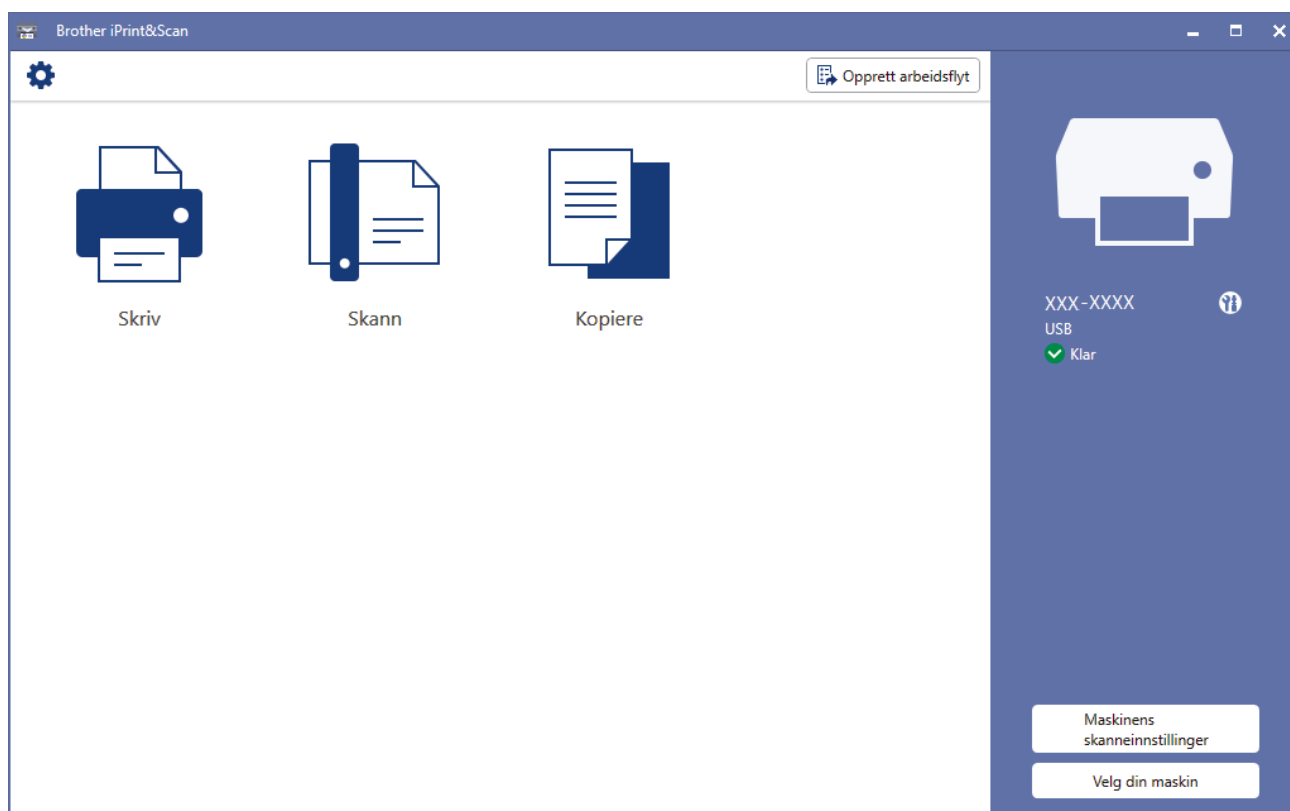 Brother iPrint&Scan
Opprett arbeidsflyt
Skriv
Skann
Kopiere
XXX-XXXX
USB
Klar
Maskinens
skanneinnstillinger
Velg din maskin